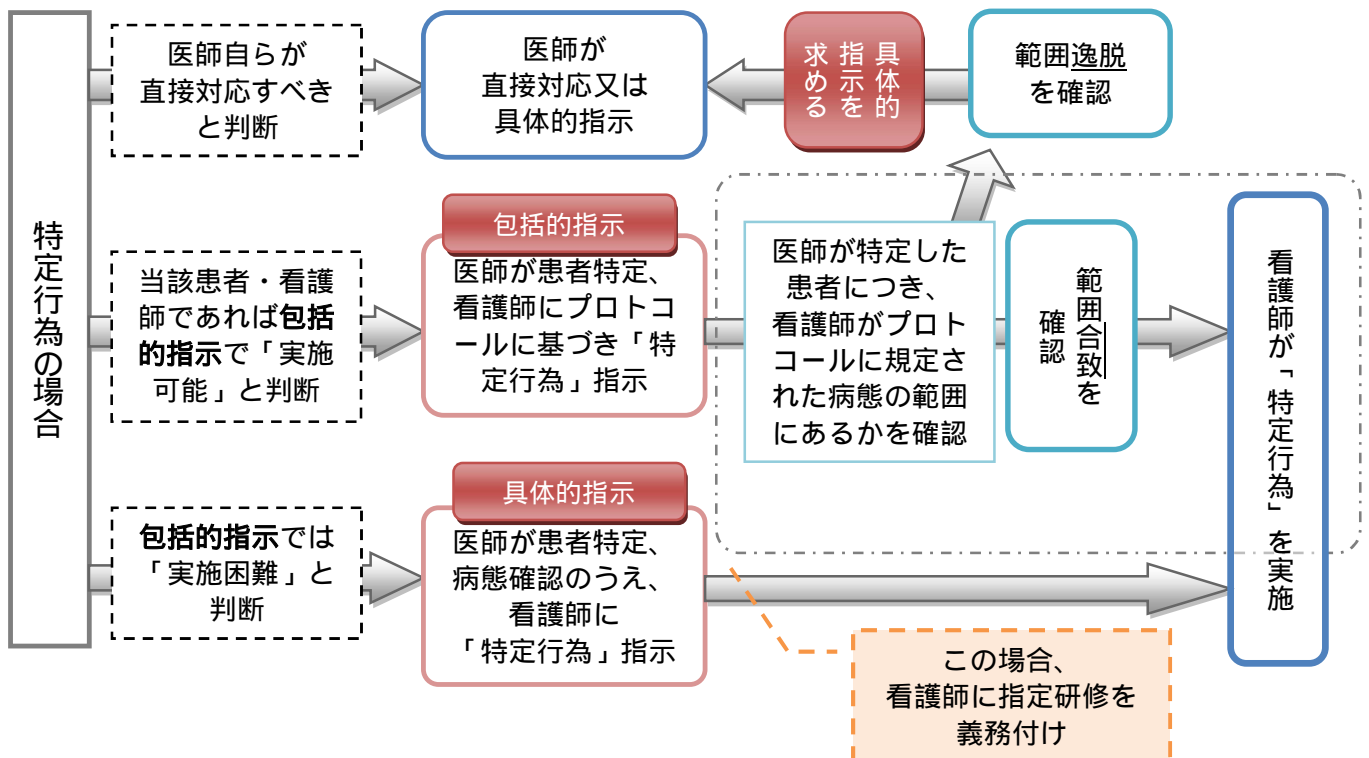 特定行為の場合
医師自らが
直接対応すべき
と判断
医師が
直接対応又は
具体的指示
具体的
指示を
求める
範囲逸脱
を確認
当該患者・看護
師であれば包括
的指示で「実施
可能」と判断
包括的指示
医師が患者特定、
看護師にプロトコ
ールに基づき「特
定行為」指示
医師が特定した
患者につき、
看護師がプロト
コールに規定さ
れた病態の範囲
にあるかを確認
範囲合致を
確認
看護師が「特定行為」を実施
包括的指示では
「実施困難」と
判断
具体的指示
医師が患者特定、
病態確認のうえ、
看護師に
「特定行為」指示
この場合、
看護師に指定研修を
義務付け